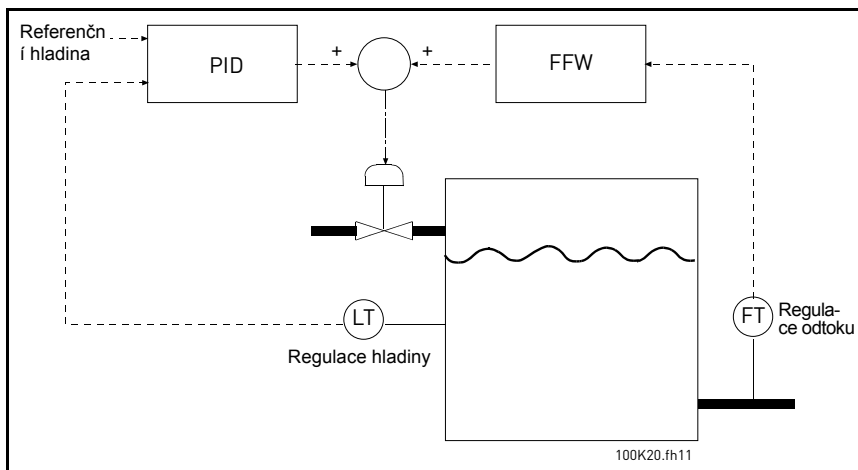 Referenčn
í hladina
PID
+
+
FFW
LT
Regulace hladiny
FT
Regula-
ce odtoku
100K20.fh11